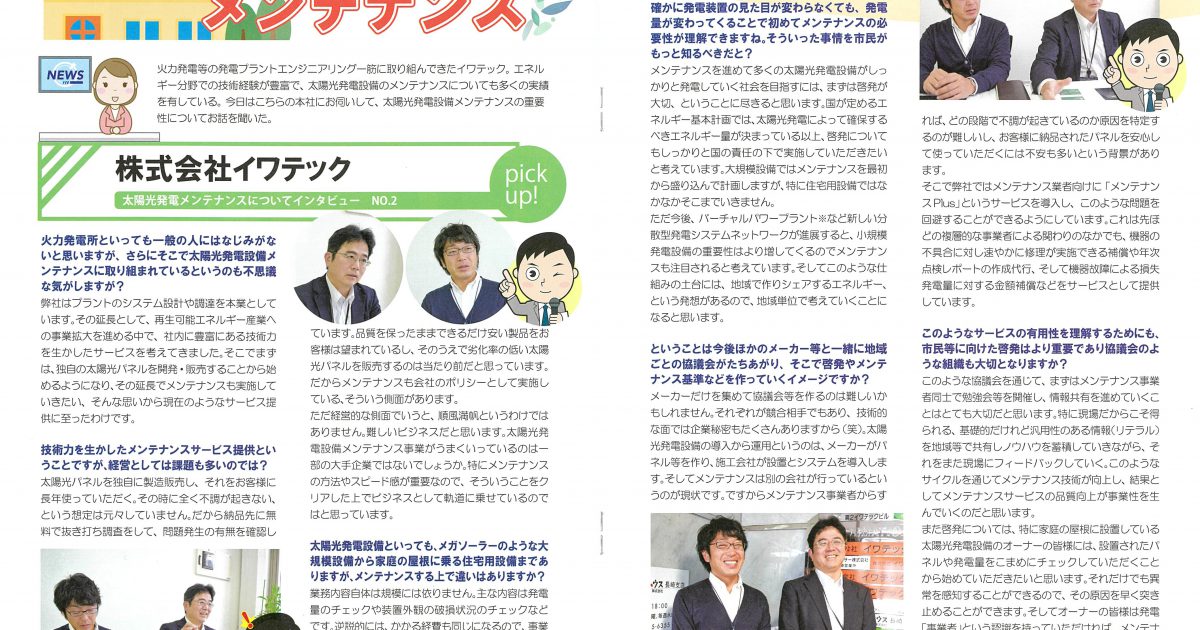 メンテナンス
NEWS
火力発電等の発電プラントエンジニアリング一筋に取り組んできたイワテック。エネル
ギー分野での技術経験が豊富で、太陽光発電設備のメンテナンスについても多くの実績
を有している。今日はこちらの本社にお伺いして、太陽光発電設備メンテナンスの重要
性についてお話を聞いた。
株式会社イワテック
太陽光発電メンテナンスについてインタビュー NO.2
pick
up!
火力発電所といっても一般の人にはなじみがな
いと思いますが、さらにそこで太陽光発電設備メ
ンテナンスに取り組まれているというのも不思議
な気がしますが？
弊社はプラントのシステム設計や調達を本業として
います。その延長として、再生可能エネルギー産業へ
の事業拡大を進める中で、社内に豊富にある技術力
を生かしたサービスを考えてきました。そこでまず
は、独自の太陽光パネルを開発・販売することから始
めるようになり、その延長でメンテナンスも実施して
いきたい、そんな思いから現在のようなサービス提
供に至ったわけです。
技術力を生かしたメンテナンスサービス提供とい
うことですが、経営としては課題も多いのでは？
太陽光パネルを独自に製造販売し、それをお客様に
長年使っていただく。その時に全く不調が起きない、
という想定は元々していません。だから納品先に無
料で抜き打ち調査をして、問題発生の有無を確認し
ています。品質を保ったままできるだけ安い製品をお
客様は望まれているし、そのうえで劣化率の低い太陽
光パネルを販売するのは当たり前だと思っています。
だからメンテナンスも会社のポリシーとして実施し
ている、そういう側面があります。
ただ経営的な側面でいうと、順風満帆というわけでは
ありません。難しいビジネスだと思います。太陽光発
電設備メンテナンス事業がうまくいっているのは一
部の大手企業ではないでしょうか。特にメンテナンス
の方法やスピード感が重要なので、そういうことをク
リアした上でビジネスとして軌道に乗せているので
はと思っています。
太陽光発電設備といっても、メガソーラーのような大
規模設備から家庭の屋根に乗る住宅用設備まであ
りますが、メンテナンスする上で違いはありますか？
業務内容自体は規模には依りません。主な内容は発電
量のチェックや装置外観の破損状況のチェックなど
です。逆説的には、かかる経費も同じになるので、事業
確かに発電装置の見た目が変わらなくても、発電
量が変わってくることで初めてメンテナンスの必
要性が理解できますね。そういった事情を市民が
もっと知るべきだと？
メンテナンスを進めて多くの太陽光発電設備がしっ
かりと発電していく社会を目指すには、まずは啓発が
大切、ということに尽きると思います。国が定めるエ
ネルギー基本計画では、太陽光発電によって確保する
べきエネルギー量が決まっている以上、啓発について
もしっかりと国の責任の下で実施していただきたい
と考えています。大規模設備ではメンテナンスを最初
から盛り込んで計画しますが、特に住宅用設備ではな
かなかそこまでいきません。
ただ今後、バーチャルパワープラント※など新しい分
散型発電システムネットワークが進展すると、小規模
発電設備の重要性はより増してくるのでメンテナン
スも注目されると考えています。そしてこのような仕
組みの土台には、地域で作りシェアするエネルギー、
という発想があるので、地域単位で考えていくことに
なると思います。
ということは今後ほかのメーカー等と一緒に地域
ごとの協議会がたちあがり、そこで啓発やメンテ
ナンス基準などを作っていくイメージですか？
メーカーだけを集めて協議会等を作るのは難しいか
もしれません。それぞれが競合相手でもあり、技術的
な面では企業秘密もたくさんありますから（笑）。太陽
光発電設備の導入から運用というのは、メーカーがパ
ネル等を作り、施工会社が設置とシステムを導入しま
す。そしてメンテナンスは別の会社が行っているとい
うのが現状です。ですからメンテナンス事業者からす
第2イワテックビル
イワテック
ハウス
長崎支店
18:00
れば、どの段階で不調が起きているのか原因を特定す
るのが難しいし、お客様に納品されたパネルを安心し
て使っていただくには不安も多いという背景があり
ます。
そこで弊社ではメンテナンス業者向けに「メンテナン
スPlus」というサービスを導入し、このような問題を
回避することができるようにしています。これは先ほ
どの複層的な事業者による関わりのなかでも、機器の
不具合に対し速やかに修理が実施できる補償や年次
点検レポートの作成代行、そして機器故障による損失
発電量に対する金額補償などをサービスとして提供
しています。
このようなサービスの有用性を理解するためにも、
市民等に向けた啓発はより重要であり協議会のよ
うな組織も大切となりますか？
このような協議会を通じて、まずはメンテナンス事業
者同士で勉強会等を開催し、情報共有を進めていくこ
とはとても大切だと思います。特に現場だからこそ得
られる、基礎的だけれど汎用性のある情報（リテラル）
を地域等で共有しノウハウを蓄積していきながら、そ
れをまた現場にフィードバックしていく。このような
サイクルを通じてメンテナンス技術が向上し、結果と
してメンテナンスサービスの品質向上が事業性を生
んでいくのだと思います。
また啓発については、特に家庭の屋根に設置している
太陽光発電設備のオーナーの皆様には、設置されたパ
ネルや発電量をこまめにチェックしていただくこと
から始めていただきたいと思います。それだけでも異
常を感知することができるので、その原因を早く突き
止めることができます。そしてオーナーの皆様は発電
「事業者」という認識を持っていただければ、メンテナ